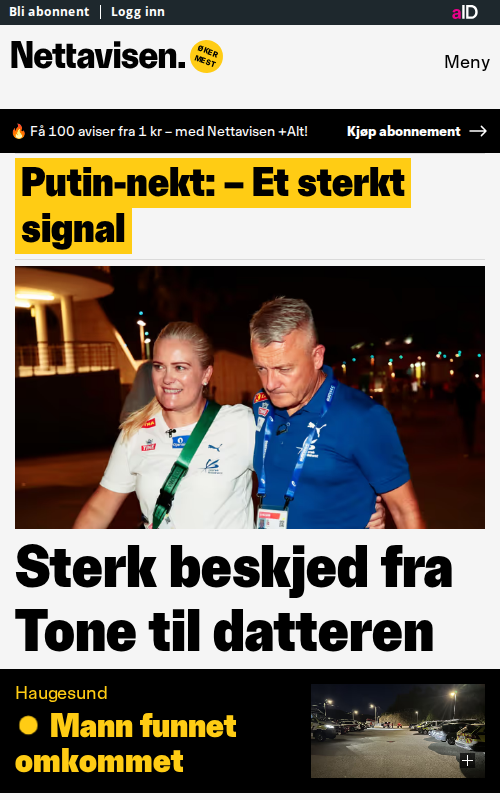 Bli abonnent Logg inn
aID
Nettavisen.
ØKER
MEST
Meny
🔥 Få 100 aviser fra 1 kr – med Nettavisen +Alt!
Kjøp abonnement →
Putin-nekt: – Et sterkt
signal
Sterk beskjed fra
Tone til datteren
Haugesund
Mann funnet
omkommet